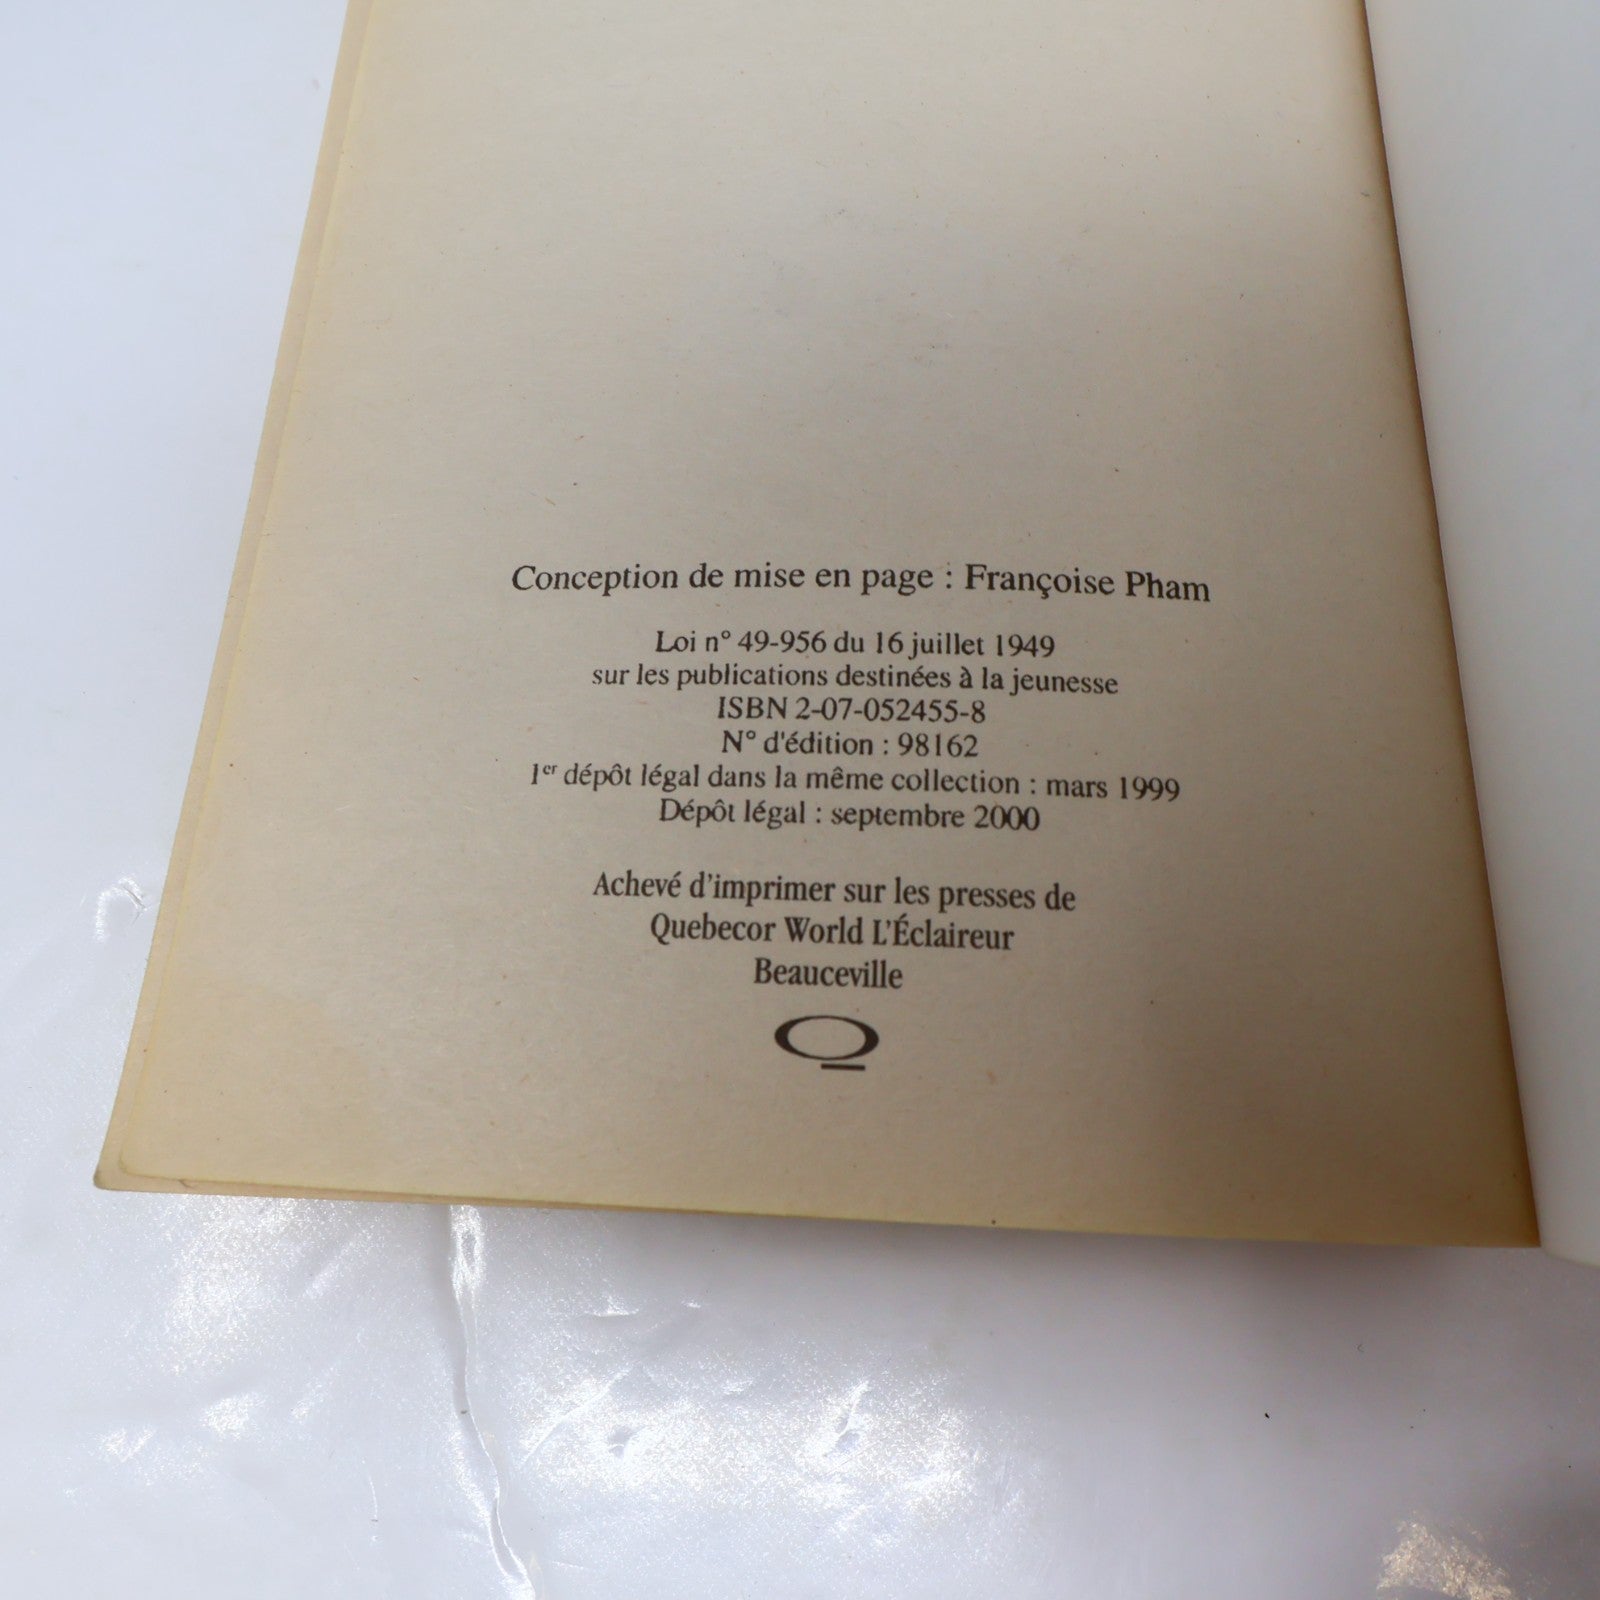 Conception de mise en page : Françoise Pham
Loi n° 49-956 du 16 juillet 1949
sur les publications destinées à la jeunesse
ISBN 2-07-052455-8
N° d'édition : 98162
1er dépôt légal dans la même collection : mars 1999
Dépôt légal : septembre 2000
Achevé d'imprimer sur les presses de
Quebecor World L'Éclaireur
Beauceville